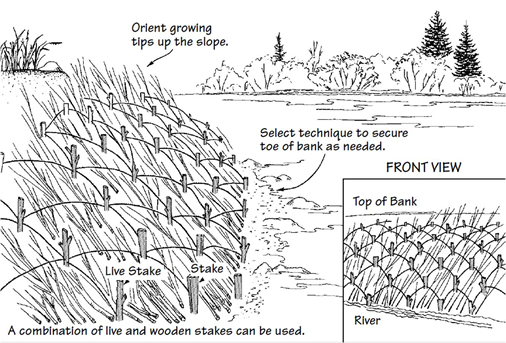 Orient growing
tips up the slope.
Select technique to secure
toe of bank as needed.
FRONT VIEW
Top of Bank
Live Stake
Stake
River
A combination of live and wooden stakes can be used.